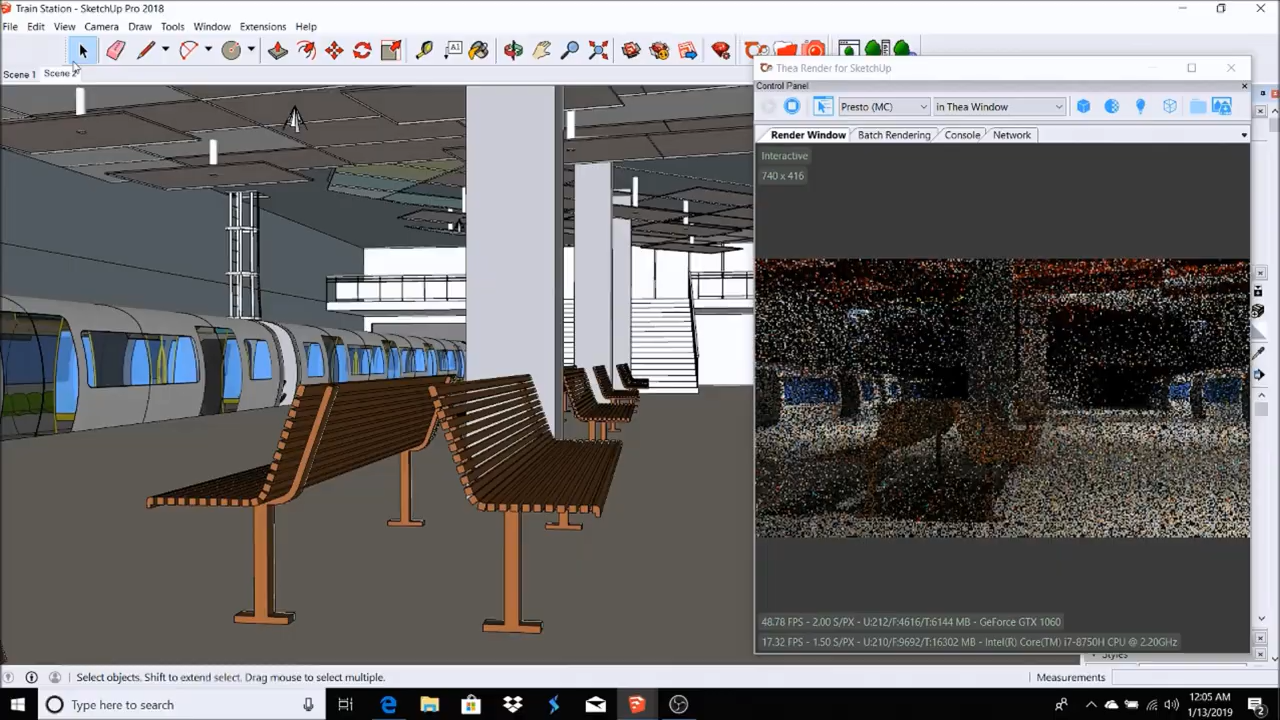 Train Station - SketchUp Pro 2018
File Edit View Camera Draw Tools Window Extensions Help
Scene 1 Scene 2
Thea Render for SketchUp
Control Panel
Presto (MC) in Thea Window
Render Window Batch Rendering Console Network
Interactive
740 x 416
48.78 FPS - 2.00 S/PX - U:212/F:4616/T:6144 MB - GeForce GTX 1060
17.32 FPS - 1.50 S/PX - U:210/F:9692/T:16302 MB - Intel(R) Core(TM) i7-8750H CPU @ 2.20GHz
Styles
Select objects. Shift to extend select. Drag mouse to select multiple.
Measurements
Type here to search
12:05 AM
1/13/2019
2